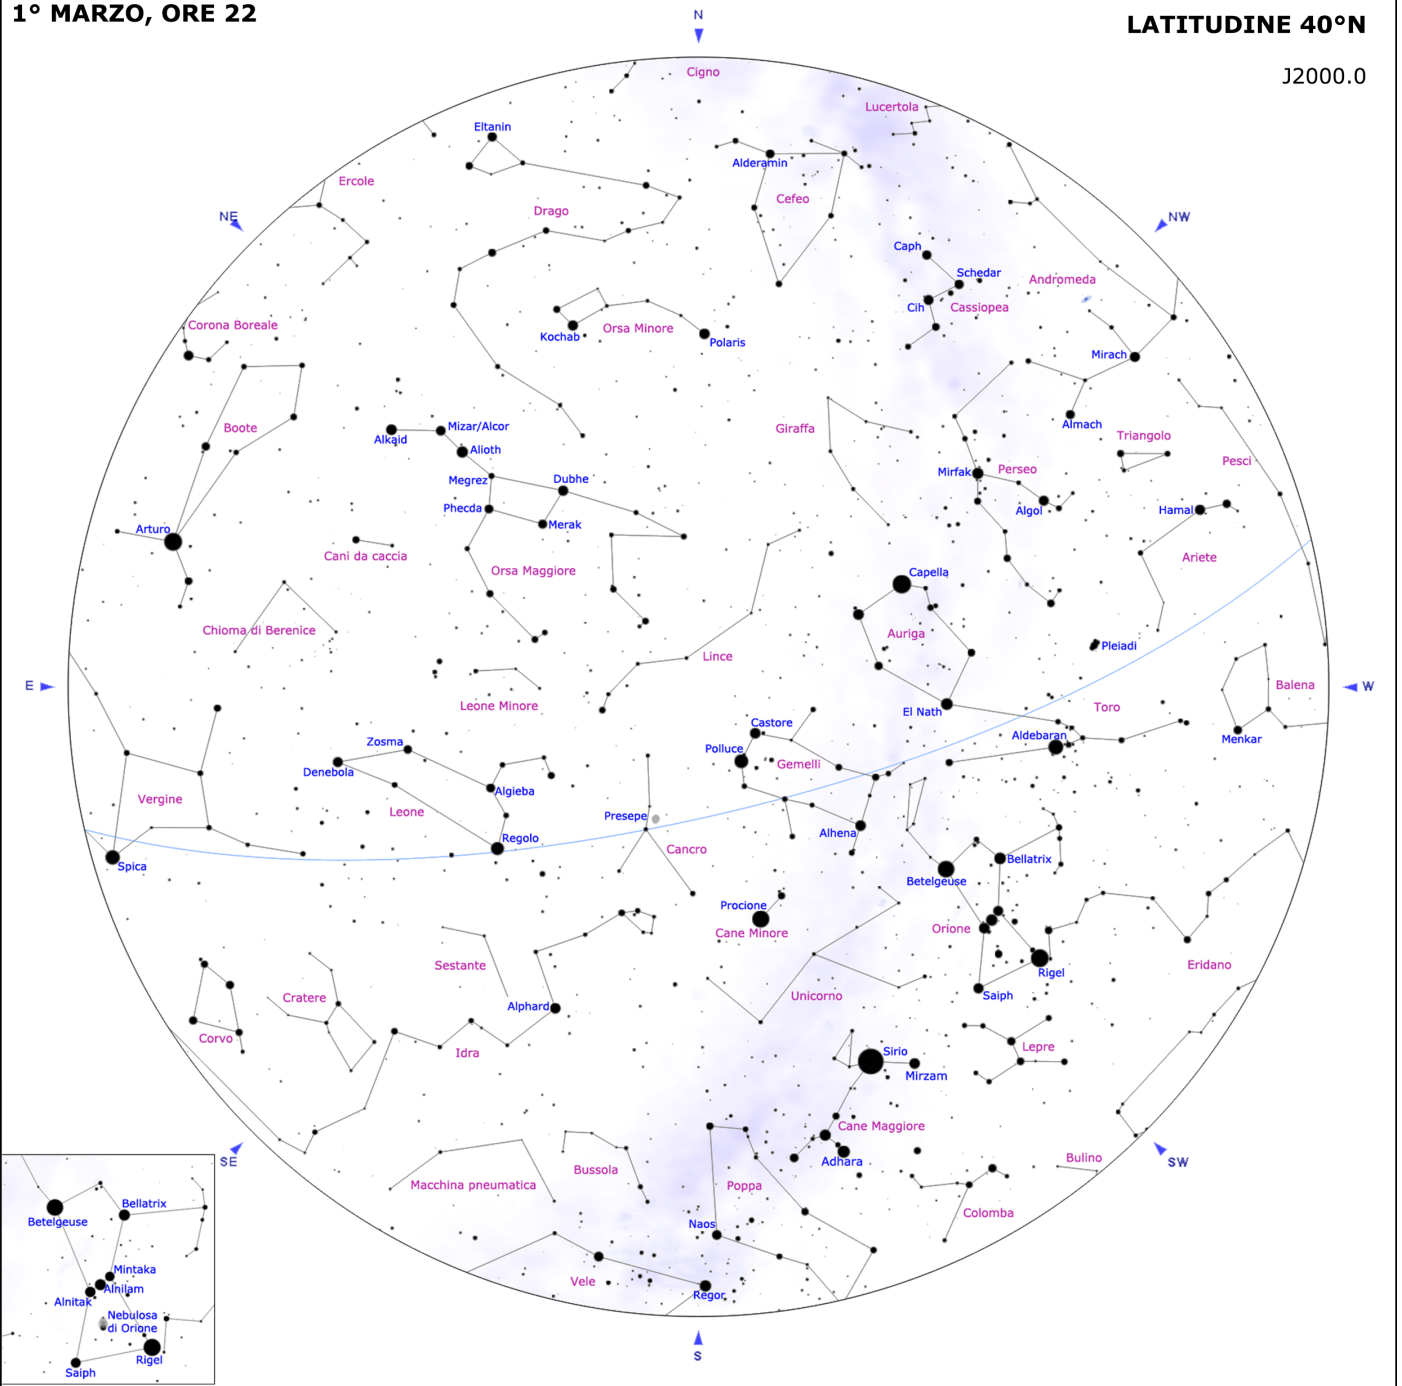 1° MARZO, ORE 22
LATITUDINE 40°N
J2000.0
N
Cigno
Lucertola
Eltanin
Alderamin
Ercole
Cefeo
Drago
NE
NW
Caph
Schedar
Andromeda
Cih
Cassiopea
Corona Boreale
Orsa Minore
Kochab
Polaris
Mirach
Boote
Alkaid
Mizar/Alcor
Giraffa
Almach
Alioth
Triangolo
Pesci
Megrez
Dubhe
Mirfak
Perseo
Phecda
Merak
Algol
Hamal
Arturo
Cani da caccia
Ariete
Orsa Maggiore
Capella
Chioma di Berenice
Auriga
Pleiadi
Lince
E
W
Balena
Leone Minore
El Nath
Toro
Castore
Aldebaran
Menkar
Zosma
Polluce
Gemelli
Denebola
Algieba
Vergine
Leone
Presepe
Alhena
Regolo
Cancro
Bellatrix
Spica
Betelgeuse
Procione
Cane Minore
Orione
Sestante
Eridano
Rigel
Cratere
Alphard
Unicorno
Saiph
Corvo
Idra
Sirio
Lepre
Mirzam
Cane Maggiore
SE
Adhara
Bulino
SW
Macchina pneumatica
Bussola
Poppa
Colomba
Naos
Vele
Regor
S
Betelgeuse
Bellatrix
Mintaka
Alnilam
Alnitak
Nebulosa
di Orione
Rigel
Saiph